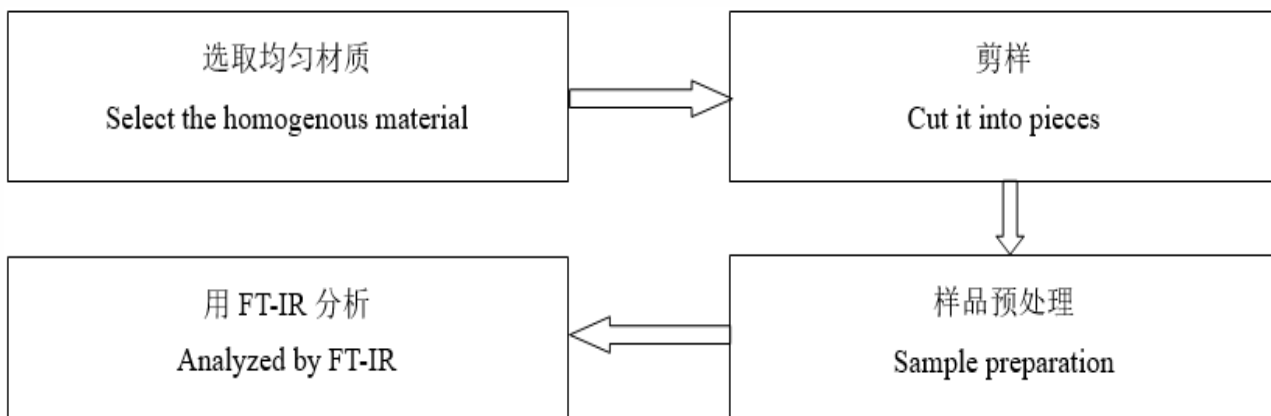 选取均匀材质
Select the homogenous material
剪样
Cut it into pieces
样品预处理
Sample preparation
用 FT-IR 分析
Analyzed by FT-IR